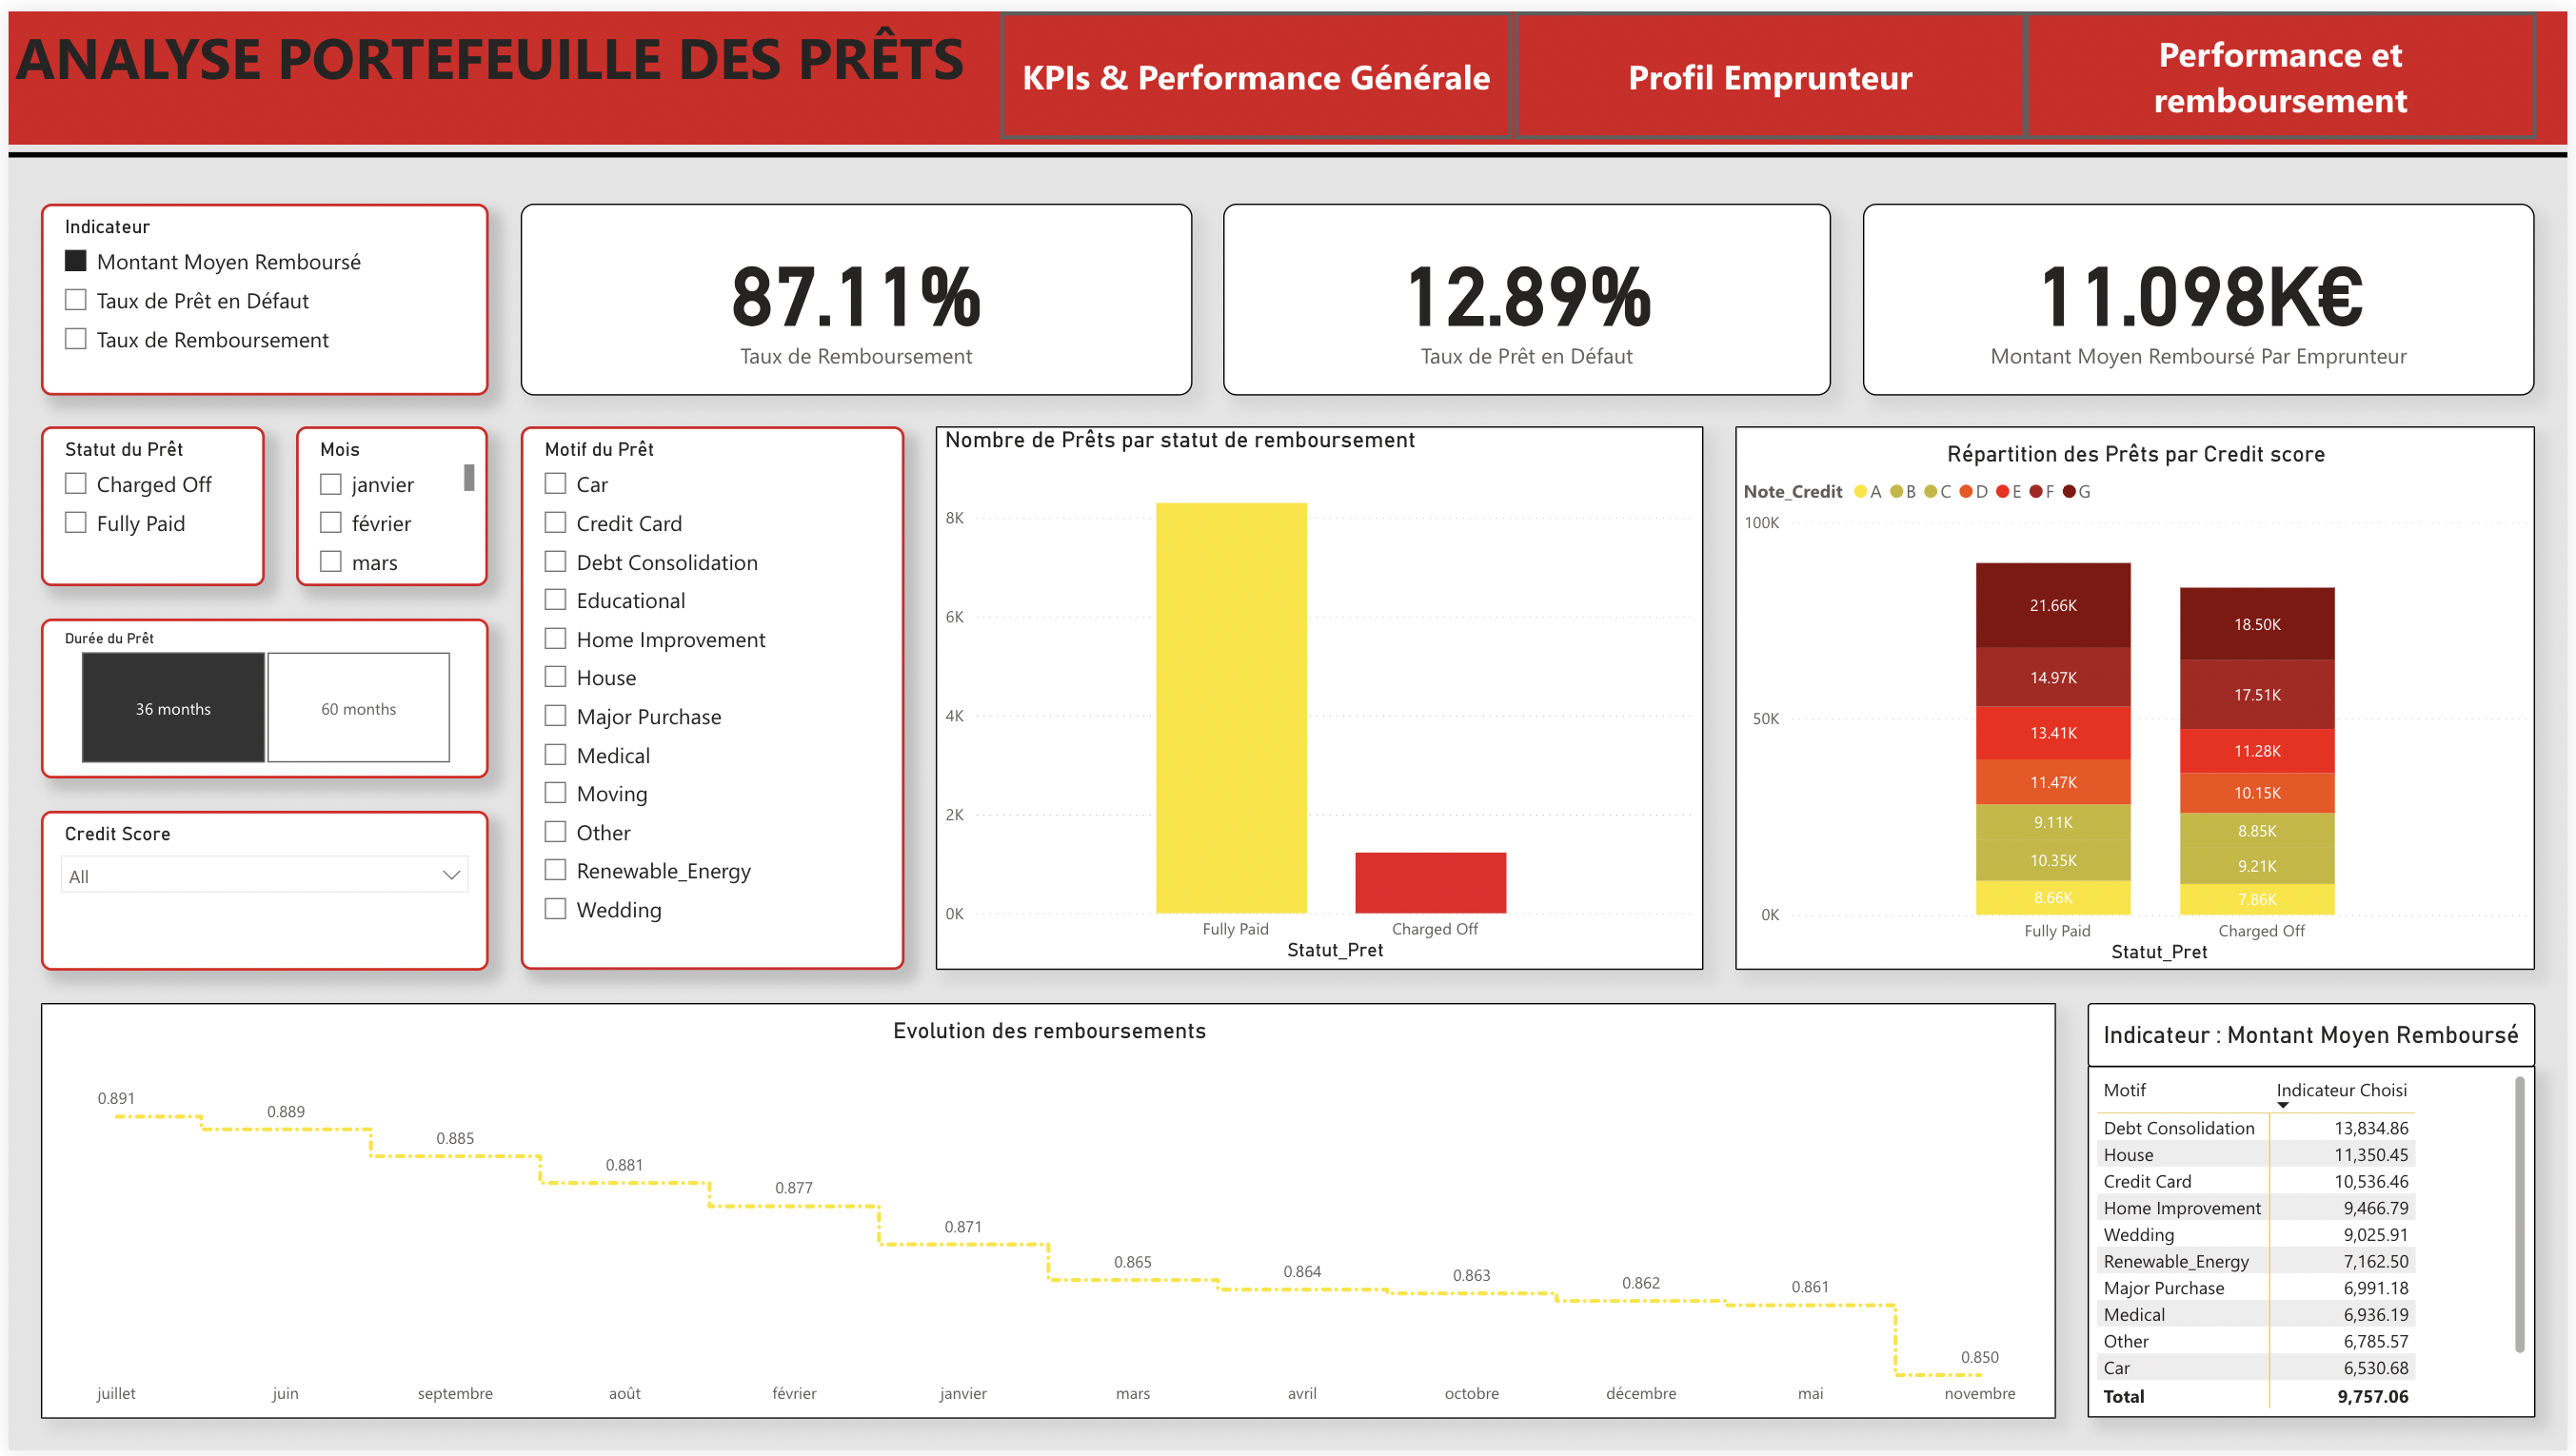 ANALYSE PORTEFEUILLE DES PRÊTS
KPIs & Performance Générale
Profil Emprunteur
Performance et
remboursement
Indicateur
Montant Moyen Remboursé
Taux de Prêt en Défaut
Taux de Remboursement
87.11%
Taux de Remboursement
12.89%
Taux de Prêt en Défaut
11.098K€
Montant Moyen Remboursé Par Emprunteur
Statut du Prêt
Charged Off
Fully Paid
Mois
janvier
février
mars
Durée du Prêt
36 months
60 months
Credit Score
All
Motif du Prêt
Car
Credit Card
Debt Consolidation
Educational
Home Improvement
House
Major Purchase
Medical
Moving
Other
Renewable_Energy
Wedding
Nombre de Prêts par statut de remboursement
8K
6K
4K
2K
0K
Fully Paid
Charged Off
Statut_Pret
Répartition des Prêts par Credit score
Note_Credit A B C D E F G
100K
50K
0K
21.66K
14.97K
13.41K
11.47K
9.11K
10.35K
8.66K
18.50K
17.51K
11.28K
10.15K
8.85K
9.21K
7.86K
Fully Paid
Charged Off
Statut_Pret
Evolution des remboursements
0.891
0.889
0.885
0.881
0.877
0.871
0.865
0.864
0.863
0.862
0.861
0.850
juillet juin septembre août février janvier mars avril octobre décembre mai novembre
Indicateur : Montant Moyen Remboursé
Motif Indicateur Choisi
Debt Consolidation 13,834.86
House 11,350.45
Credit Card 10,536.46
Home Improvement 9,466.79
Wedding 9,025.91
Renewable_Energy 7,162.50
Major Purchase 6,991.18
Medical 6,936.19
Other 6,785.57
Car 6,530.68
Total 9,757.06